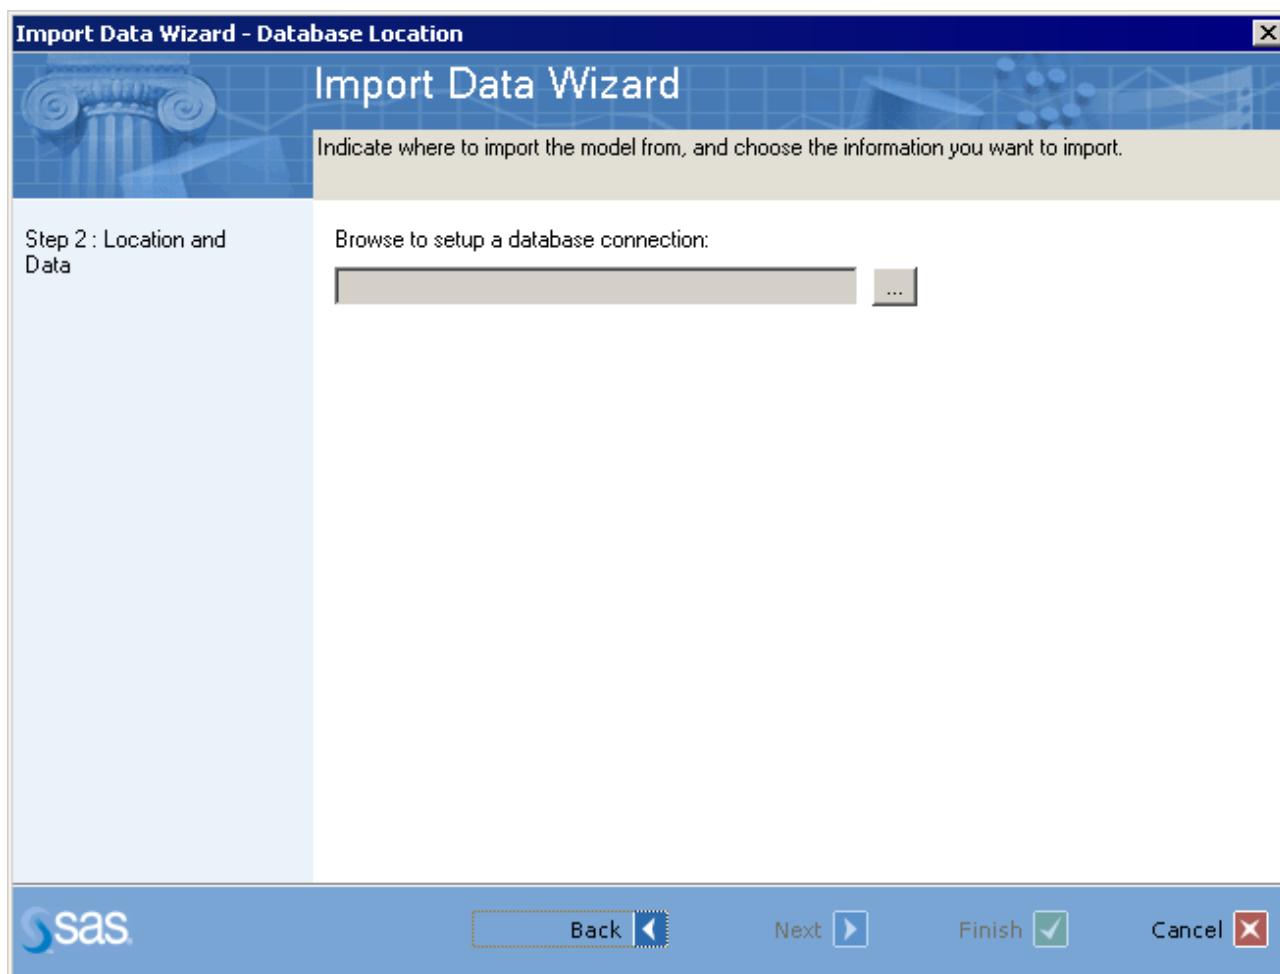 Import Data Wizard - Database Location
Import Data Wizard
Indicate where to import the model from, and choose the information you want to import.
Step 2 : Location and
Data
Browse to setup a database connection:
...
sas.
Back
Next
Finish
Cancel